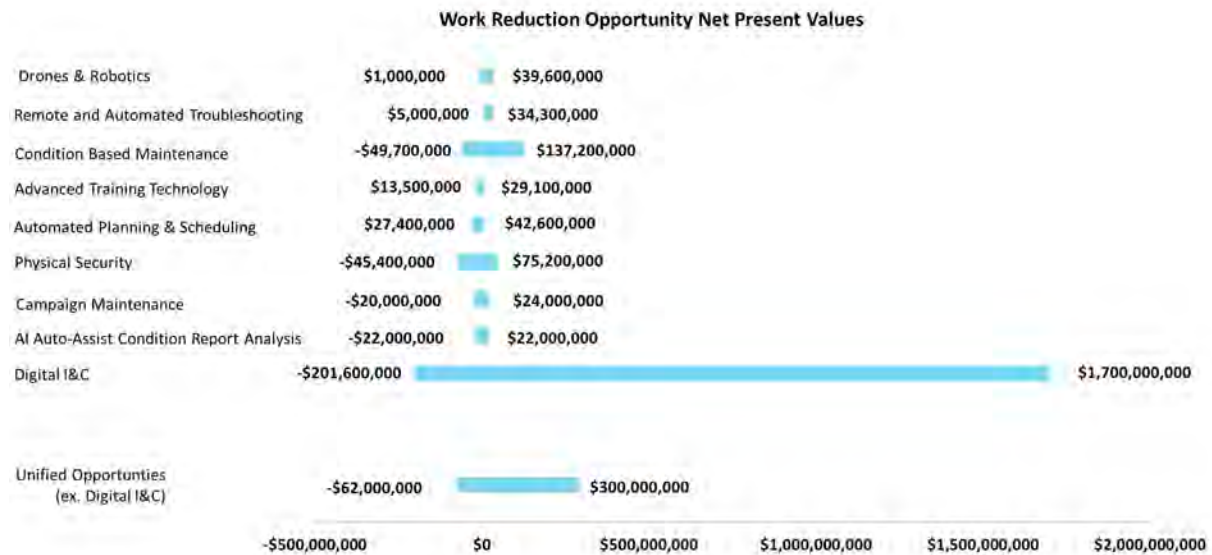 Work Reduction Opportunity Net Present Values
Drones & Robotics $1,000,000 $39,600,000
Remote and Automated Troubleshooting $5,000,000 $34,300,000
Condition Based Maintenance -$49,700,000 $137,200,000
Advanced Training Technology $13,500,000 $29,100,000
Automated Planning & Scheduling $27,400,000 $42,600,000
Physical Security -$45,400,000 $75,200,000
Campaign Maintenance -$20,000,000 $24,000,000
AI Auto-Assist Condition Report Analysis -$22,000,000 $22,000,000
Digital I&C -$201,600,000 $1,700,000,000
Unified Opportunties
(ex. Digital I&C) -$62,000,000 $300,000,000
-$500,000,000 $0 $500,000,000 $1,000,000,000 $1,500,000,000 $2,000,000,000